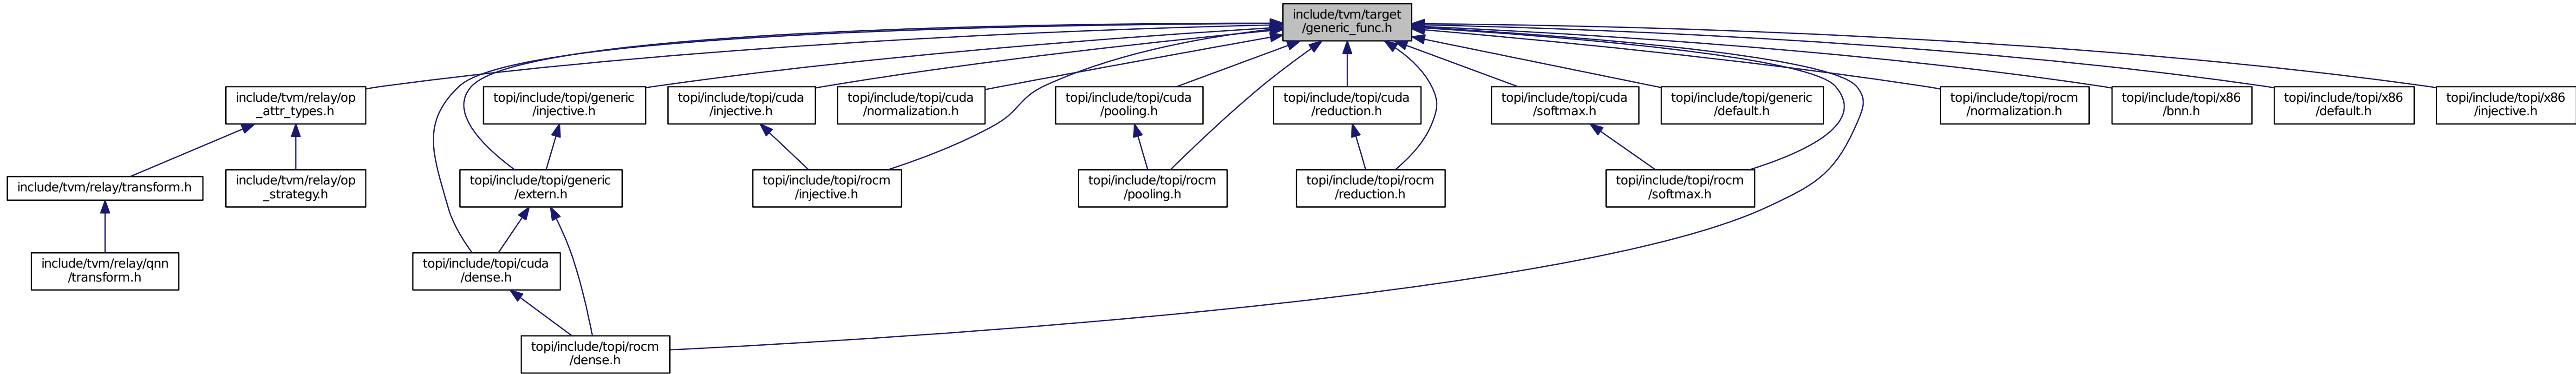 include/tvm/target
/generic_func.h
include/tvm/relay/op
_attr_types.h
topi/include/topi/generic
/injective.h
topi/include/topi/cuda
/injective.h
topi/include/topi/cuda
/normalization.h
topi/include/topi/cuda
/pooling.h
topi/include/topi/cuda
/reduction.h
topi/include/topi/cuda
/softmax.h
topi/include/topi/generic
/default.h
topi/include/topi/rocm
/normalization.h
topi/include/topi/x86
/bnn.h
topi/include/topi/x86
/default.h
topi/include/topi/x86
/injective.h
include/tvm/relay/transform.h
include/tvm/relay/op
_strategy.h
topi/include/topi/generic
/extern.h
topi/include/topi/rocm
/injective.h
topi/include/topi/rocm
/pooling.h
topi/include/topi/rocm
/reduction.h
topi/include/topi/rocm
/softmax.h
include/tvm/relay/qnn
/transform.h
topi/include/topi/cuda
/dense.h
topi/include/topi/rocm
/dense.h